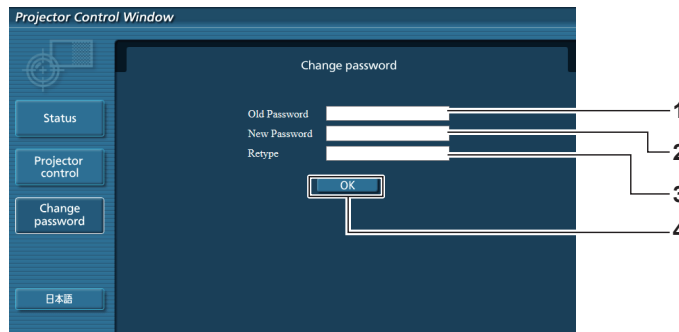 Projector Control Window
Change password
Status
Projector
control
Change
password
日本語
Old Password
New Password
Retype
OK
1
2
3
4